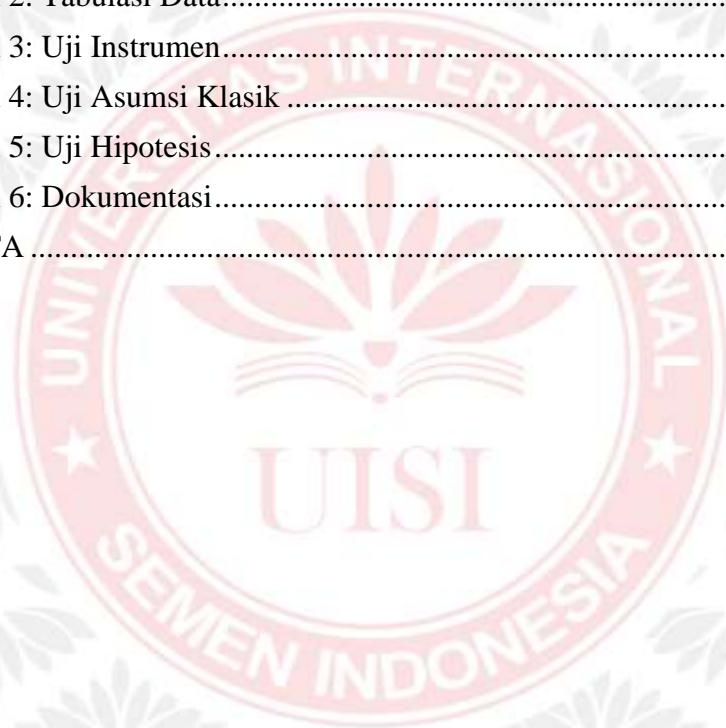 2: Tabulasi Data..........................................................
3: Uji Instrumen..........................................................
4: Uji Asumsi Klasik ..................................................
5: Uji Hipotesis...........................................................
6: Dokumentasi...........................................................
A ................................................................................
UNIVERSITAS INTERNASIONAL
UISI
SEMEN INDONESIA